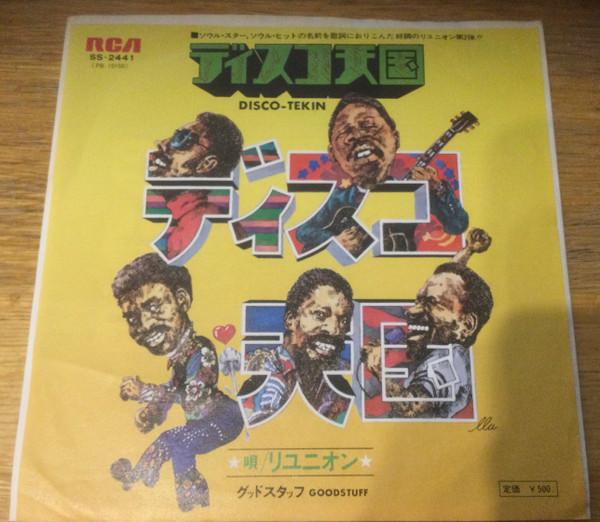 ■ソウル・スター，ソウル・ヒットの名前を歌詞におりこんだ好調のリユニオン第2弾!!
RCA
SS-2441
(PB 10150)
ディスコ天国
DISCO-TEKIN
ディスコ
天国
★唄/リユニオン★
グッドスタッフ GOODSTUFF
定価 ¥500